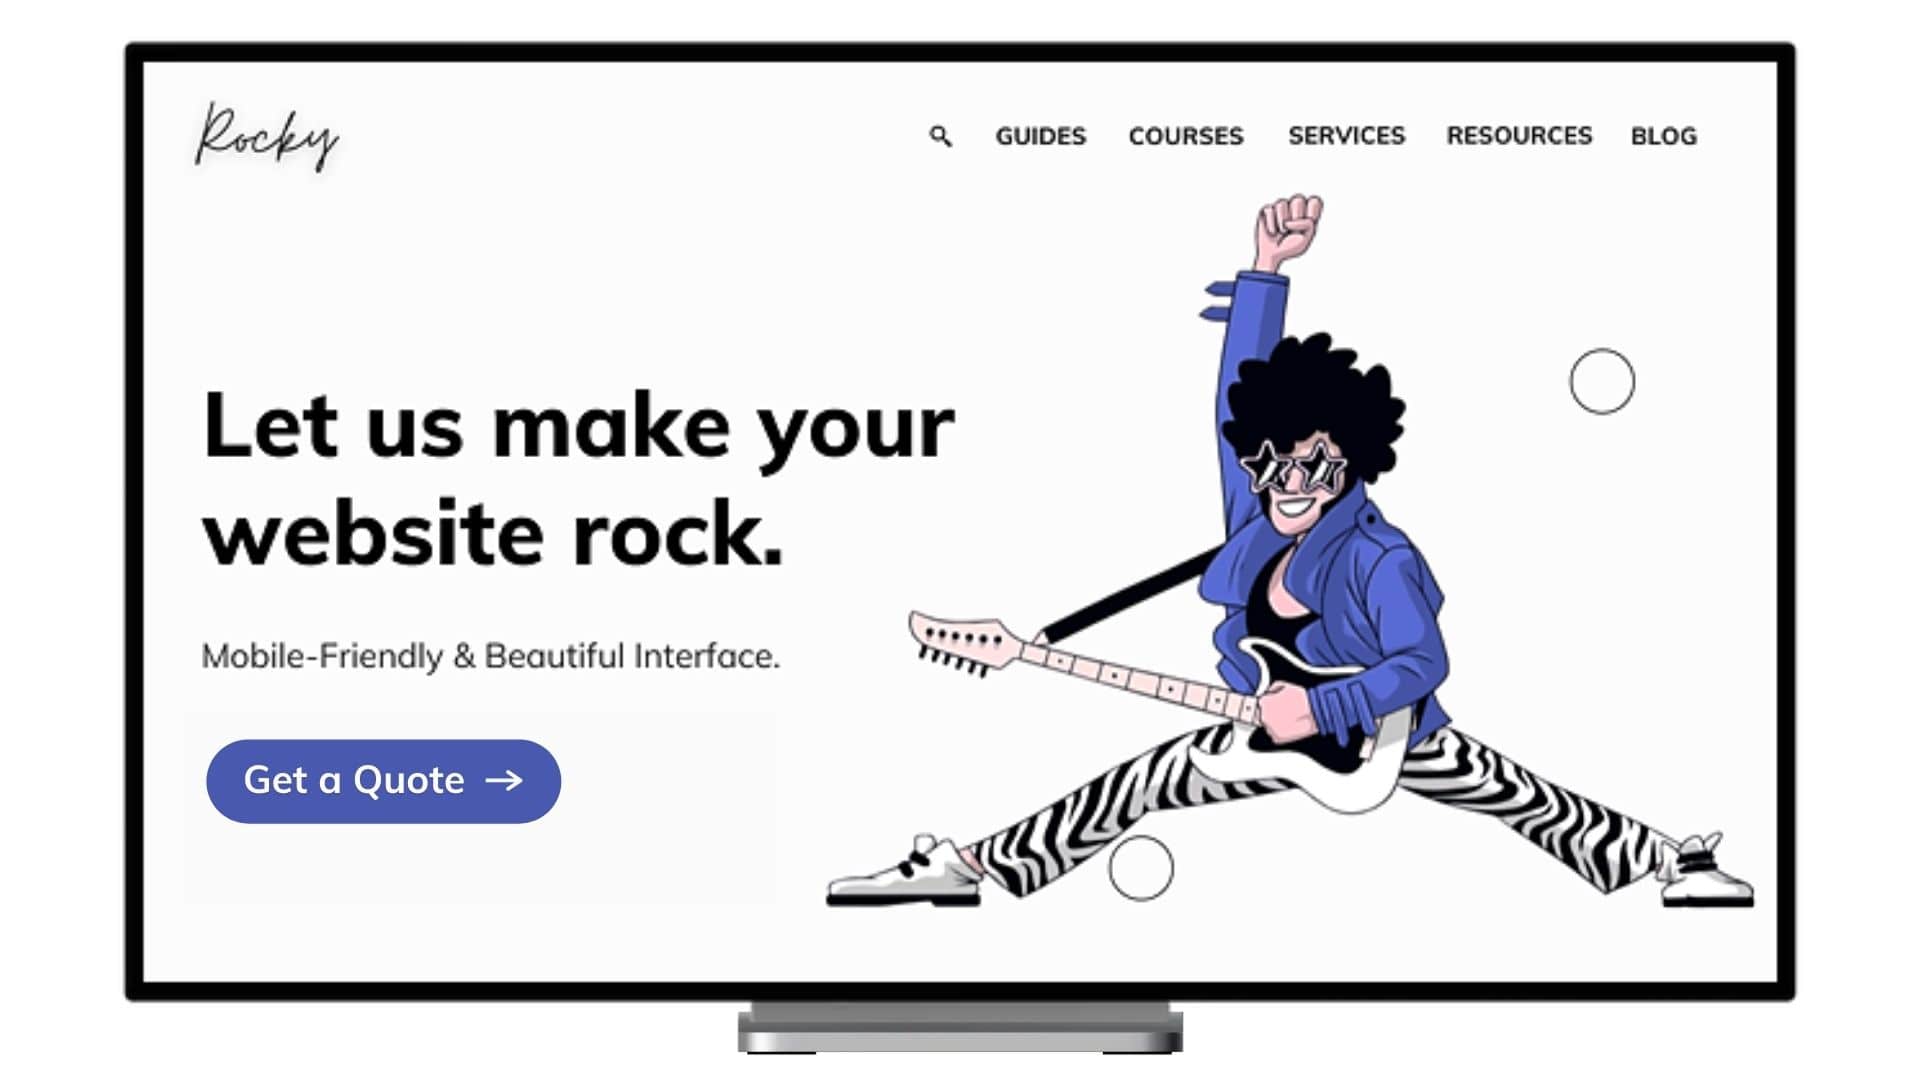 Rocky
GUIDES COURSES SERVICES RESOURCES BLOG
Let us make your
website rock.
Mobile-Friendly & Beautiful Interface.
Get a Quote →